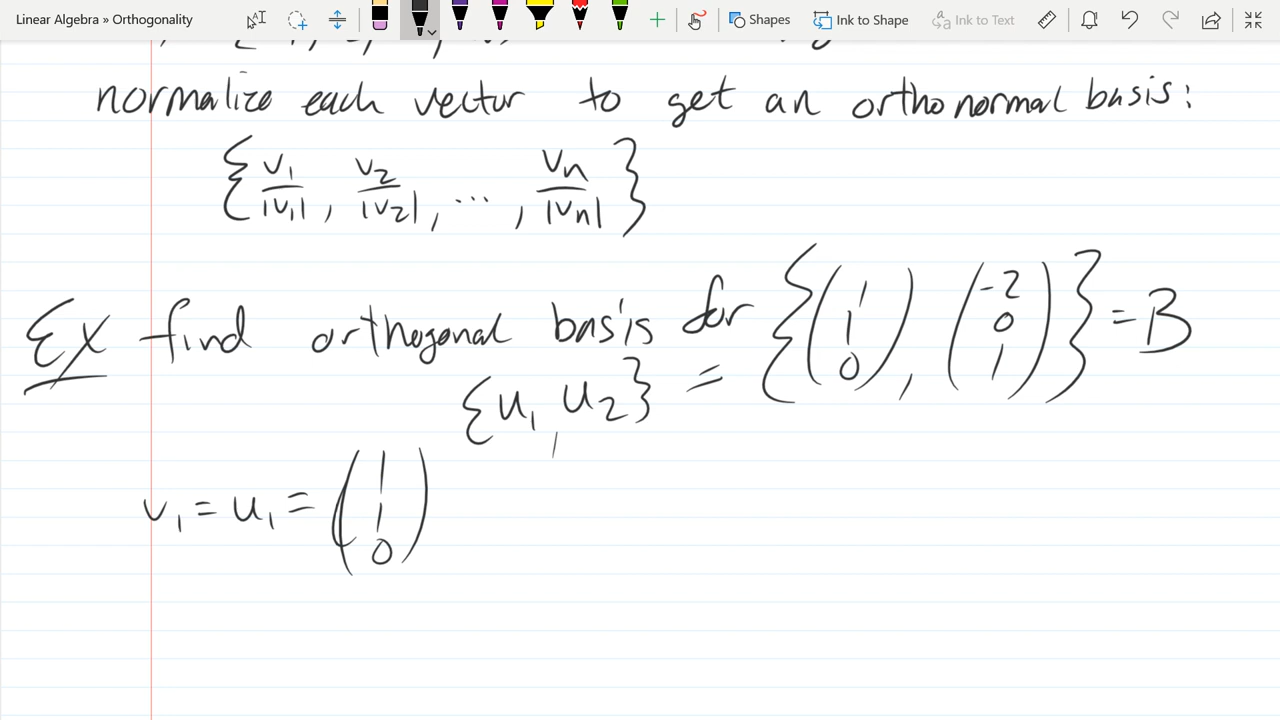 Linear Algebra » Orthogonality
Shapes
Ink to Shape
Ink to Text
normalize each vector to get an orthonormal basis:
{ v₁/|v₁| , v₂/|v₂| , ... , vₙ/|vₙ| }
Ex find orthogonal basis for { (1 1 0) , (-2 0 1) } = B
{u₁, u₂} =
v₁ = u₁ = (1 1 0)